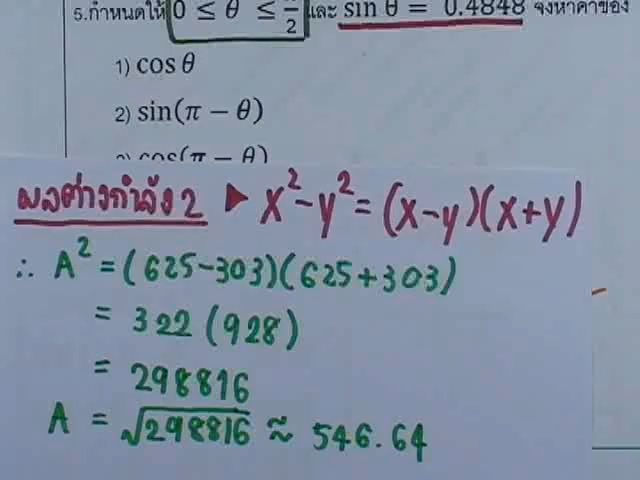 5.กำหนดให้ 0 ≤ θ ≤ π/2 และ sin θ = 0.4848 จงหาค่าของ
1) cos θ
2) sin(π − θ)
3) cos(π − θ)
ผลต่างกำลัง 2 ▶ x² − y² = (x−y)(x+y)
∴ A² = (625−303)(625+303)
= 322 (928)
= 298816
A = √298816 ≈ 546.64